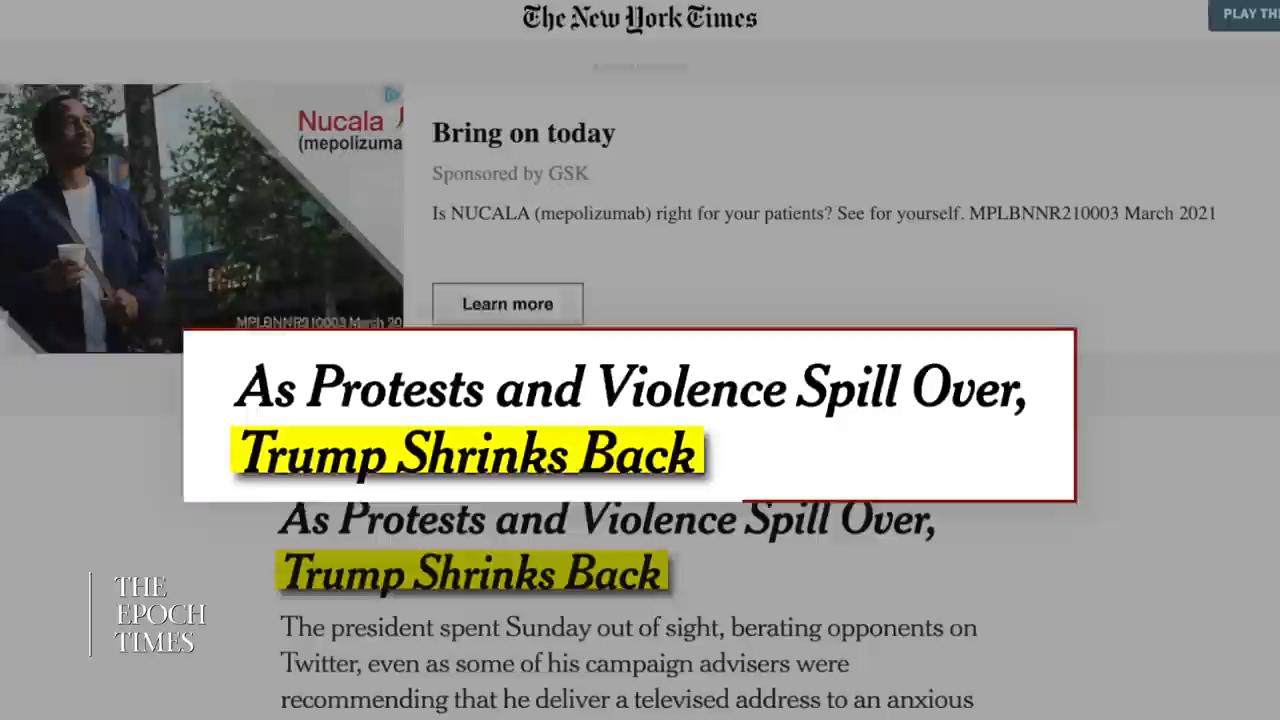 The New York Times
PLAY TH
Nucala
(mepolizuma
Bring on today
Sponsored by GSK
Is NUCALA (mepolizumab) right for your patients? See for yourself. MPLBNNR210003 March 2021
Learn more
MPLBNNR210003 March 20
As Protests and Violence Spill Over,
Trump Shrinks Back
As Protests and Violence Spill Over,
Trump Shrinks Back
THE
EPOCH
TIMES
The president spent Sunday out of sight, berating opponents on
Twitter, even as some of his campaign advisers were
recommending that he deliver a televised address to an anxious